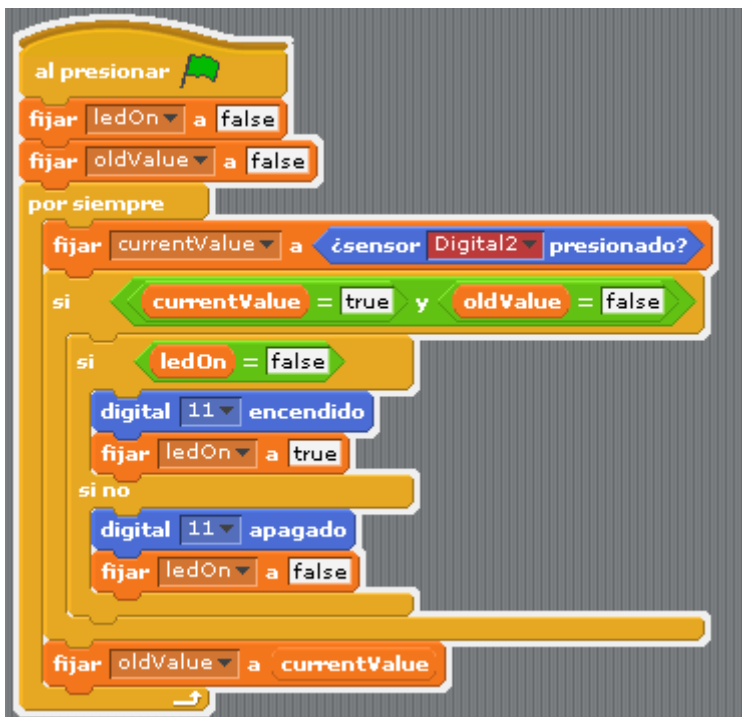 al presionar
fijar ledOn a false
fijar oldValue a false
por siempre
fijar currentValue a ¿sensor Digital2 presionado?
si currentValue = true y oldValue = false
si ledOn = false
digital 11 encendido
fijar ledOn a true
si no
digital 11 apagado
fijar ledOn a false
fijar oldValue a currentValue